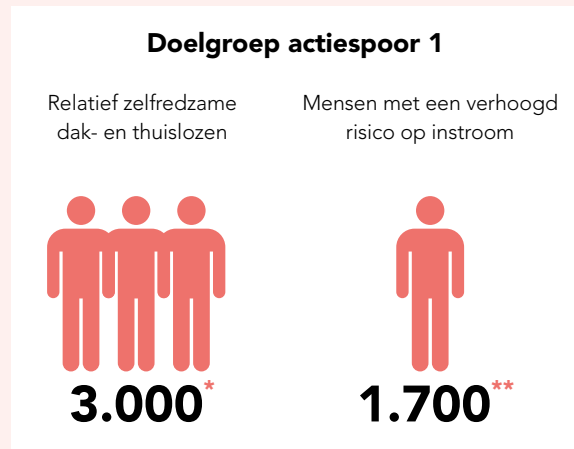 Doelgroep actiespoor 1
Relatief zelfredzame
dak- en thuislozen
Mensen met een verhoogd
risico op instroom
3.000*
1.700**